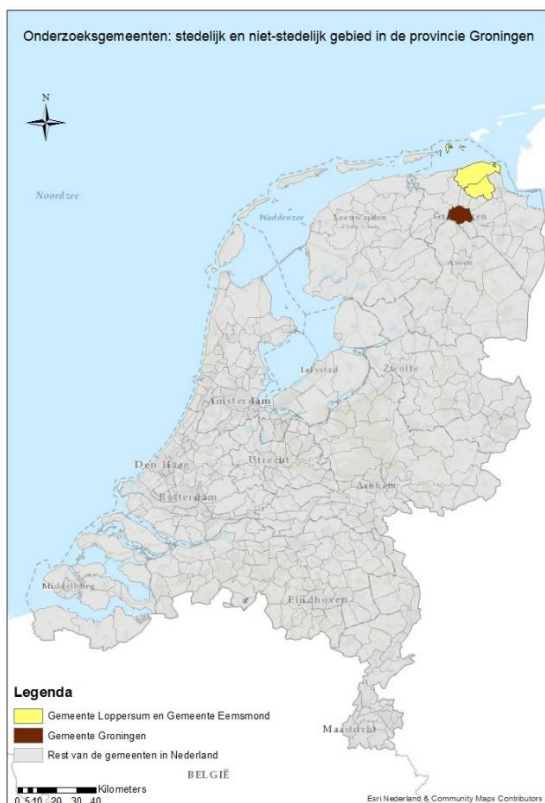 Onderzoeksgemeenten: stedelijk en niet-stedelijk gebied in de provincie Groningen
N
Noordzee
Waddenzee
Leeuwarden
Groningen
Assen
Lelystad
Zwolle
Amsterdam
Den Haag
Utrecht
Arnhem
Rotterdam
Middelburg
Eindhoven
Legenda
Gemeente Loppersum en Gemeente Eemsmond
Gemeente Groningen
Rest van de gemeenten in Nederland
Maastricht
BELGIË
Kilometers
0 5 10 20 30 40
Esri Nederland & Community Maps Contributors